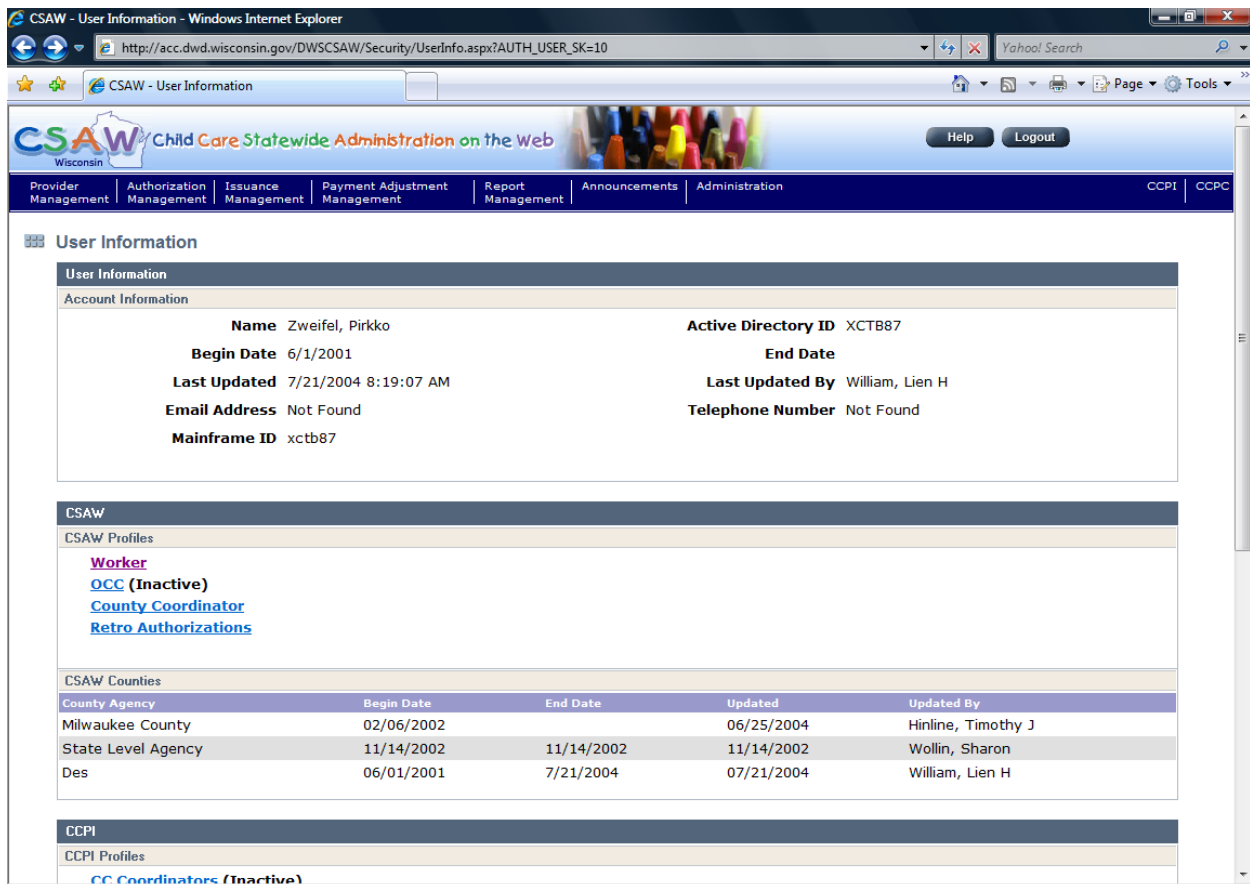 CSAW - User Information - Windows Internet Explorer
http://acc.dwd.wisconsin.gov/DWSCSAW/Security/UserInfo.aspx?AUTH_USER_SK=10
Yahoo! Search
CSAW - User Information
Page Tools
CSAW Child Care Statewide Administration on the Web
Wisconsin
Help Logout
Provider Management Authorization Management Issuance Management Payment Adjustment Management Report Management Announcements Administration CCPI CCPC
User Information
User Information
Account Information
Name Zweifel, Pirkko Active Directory ID XCTB87
Begin Date 6/1/2001 End Date
Last Updated 7/21/2004 8:19:07 AM Last Updated By William, Lien H
Email Address Not Found Telephone Number Not Found
Mainframe ID xctb87
CSAW
CSAW Profiles
Worker
OCC (Inactive)
County Coordinator
Retro Authorizations
CSAW Counties
County Agency Begin Date End Date Updated Updated By
Milwaukee County 02/06/2002 06/25/2004 Hinline, Timothy J
State Level Agency 11/14/2002 11/14/2002 11/14/2002 Wollin, Sharon
Des 06/01/2001 7/21/2004 07/21/2004 William, Lien H
CCPI
CCPI Profiles
CC Coordinators (Inactive)